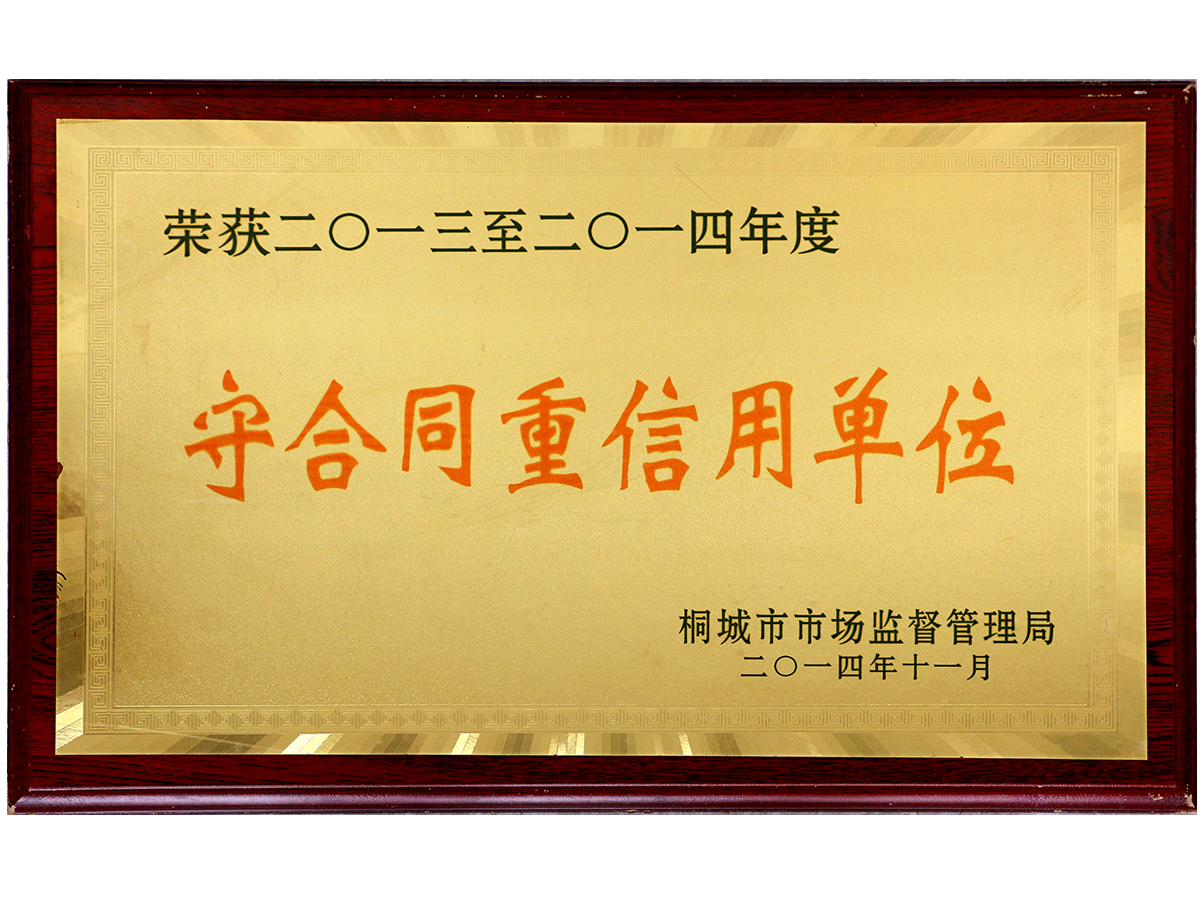 荣获二〇一三至二〇一四年度
守合同重信用单位
桐城市市场监督管理局
二〇一四年十一月